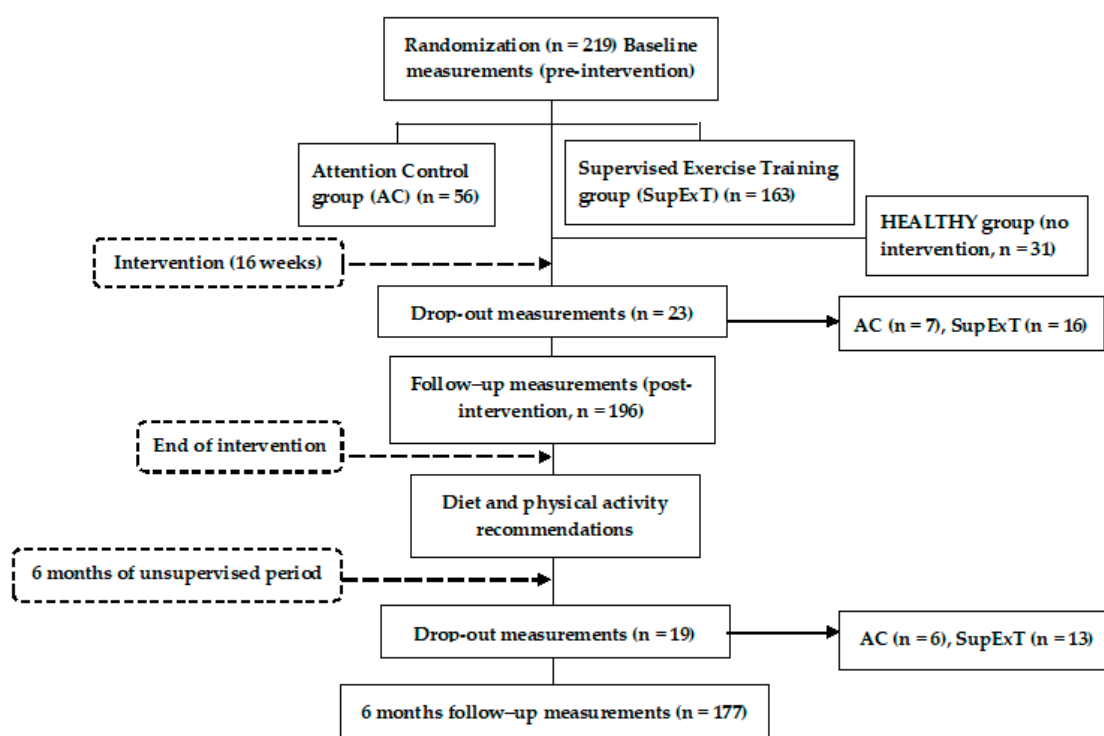 Randomization (n = 219) Baseline
measurements (pre-intervention)
Attention Control
group (AC) (n = 56)
Supervised Exercise Training
group (SupExT) (n = 163)
HEALTHY group (no
intervention, n = 31)
Intervention (16 weeks)
Drop-out measurements (n = 23)
AC (n = 7), SupExT (n = 16)
Follow–up measurements (post-
intervention, n = 196)
End of intervention
Diet and physical activity
recommendations
6 months of unsupervised period
Drop-out measurements (n = 19)
AC (n = 6), SupExT (n = 13)
6 months follow–up measurements (n = 177)